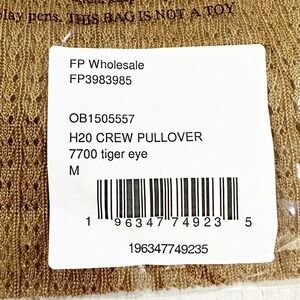 play pens. THIS BAG IS NOT A TOY
FP Wholesale
FP3983985
OB1505557
H20 CREW PULLOVER
7700 tiger eye
M
1 96347 74923 5
196347749235